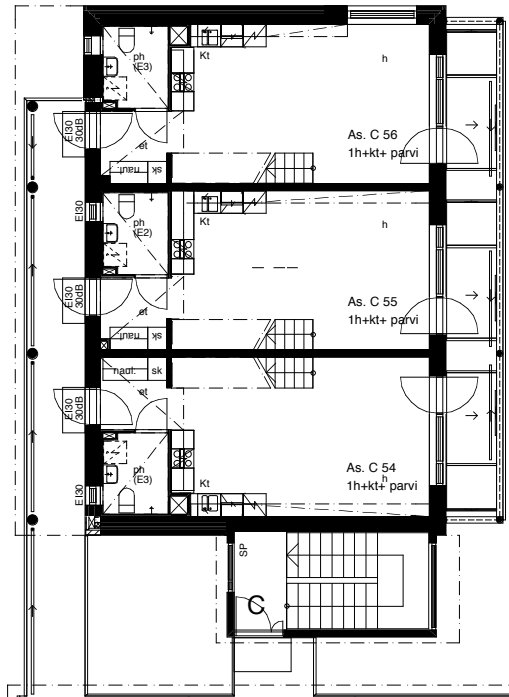 ph
(E3)
Kt
h
EI30
30dB
et
nauł.
sk
As. C 56
1h+kt+ parvi
EI30
ph
(E2)
Kt
h
EI30
30dB
et
sk
As. C 55
1h+kt+ parvi
sk
et
EI30
30dB
ph
(E3)
EI30
Kt
As. C 54
h
1h+kt+ parvi
SP
C